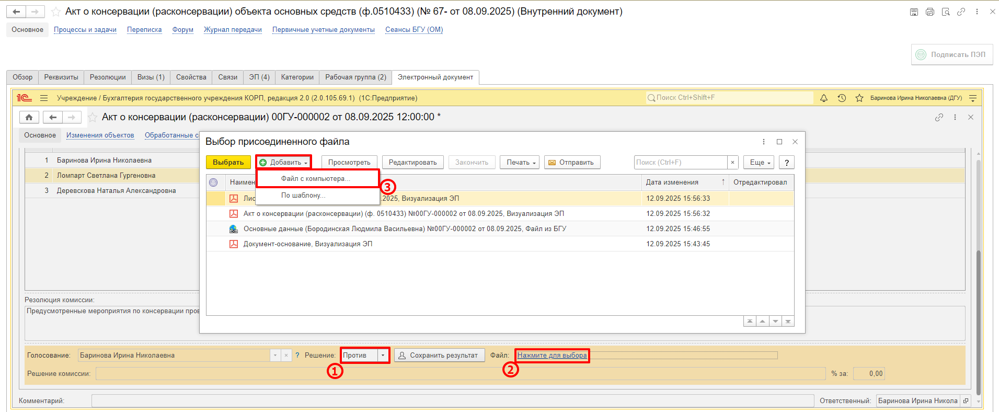 Акт о консервации (расконсервации) объекта основных средств (ф.0510433) (№ 67- от 08.09.2025) (Внутренний документ)
Основное Процессы и задачи Переписка Форум Журнал передачи Первичные учетные документы Сеансы БГУ (ОМ)
Подписать ПЭП
Обзор Реквизиты Резолюции Визы (1) Свойства Связи ЭП (4) Категории Рабочая группа (2) Электронный документ
1С Учреждение / Бухгалтерия государственного учреждения КОРП, редакция 2.0 (2.0.105.69.1) (1С:Предприятие) Поиск Ctrl+Shift+F Баринова Ирина Николаевна (ДГУ)
Акт о консервации (расконсервации) 00ГУ-000002 от 08.09.2025 12:00:00 *
Основное Изменения объектов Обработанные с
Выбор присоединенного файла
Выбрать Добавить Просмотреть Редактировать Закончить Печать Отправить Поиск (Ctrl+F) × Еще ?
Файл с компьютера...
По шаблону...
3
Наимен Дата изменения ↑ Отредактировал
Лис .2025, Визуализация ЭП 12.09.2025 15:56:33
Акт о консервации (расконсервации) (ф. 0510433) №00ГУ-000002 от 08.09.2025, Визуализация ЭП 12.09.2025 15:56:32
Основные данные (Бородинская Людмила Васильевна) №00ГУ-000002 от 08.09.2025, Файл из БГУ 12.09.2025 15:46:55
Документ-основание, Визуализация ЭП 12.09.2025 15:43:45
1 Баринова Ирина Николаевна
2 Ломпарт Светлана Гургеновна
3 Деревскова Наталья Александровна
Резолюция комиссии:
Предусмотренные мероприятия по консервации пров
Голосование: Баринова Ирина Николаевна × ? Решение: Против Сохранить результат Файл: Нажмите для выбора
1 2
Решение комиссии: % за: 0,00
Комментарий: Ответственный: Баринова Ирина Никола